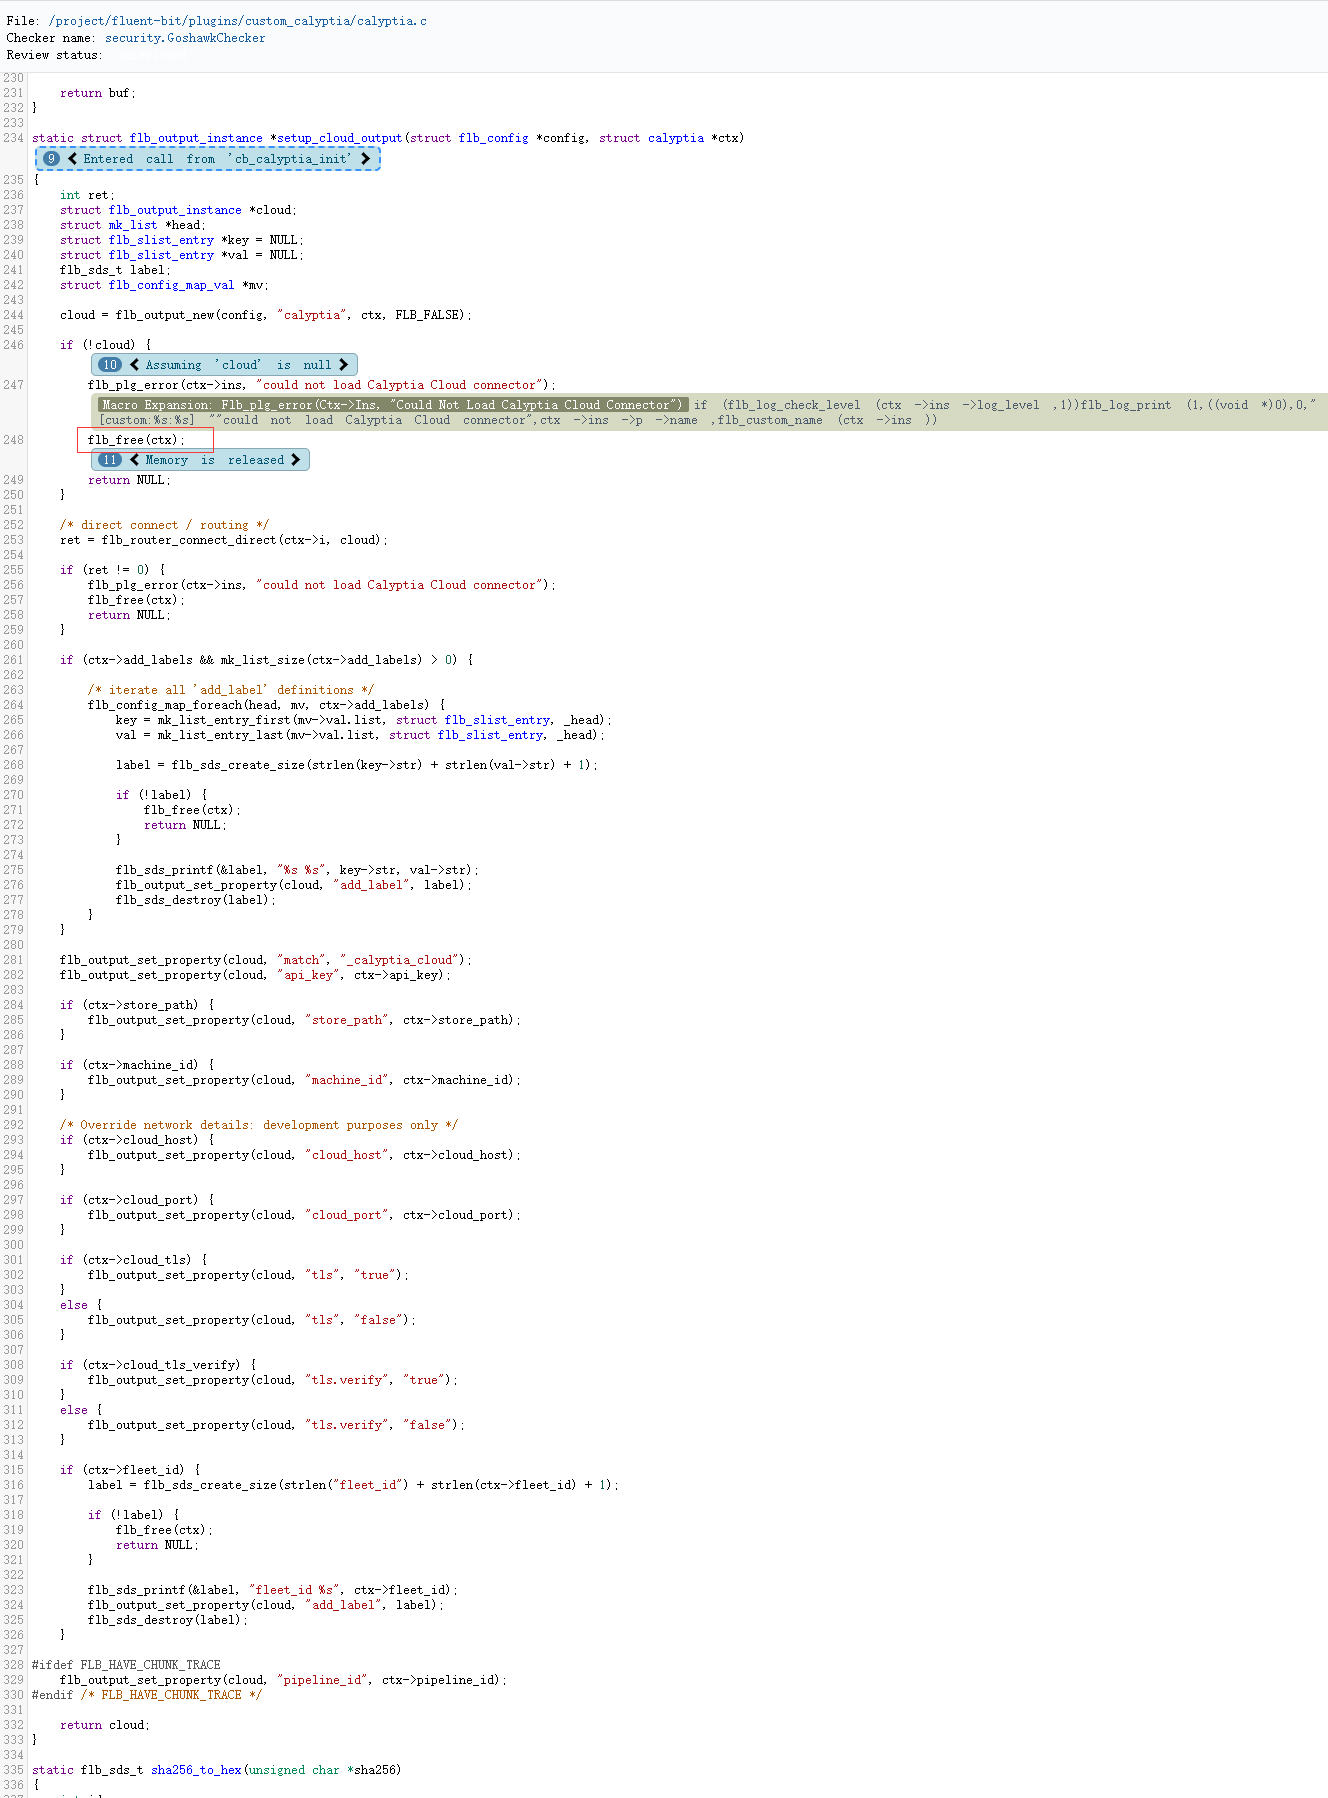 File: /project/fluent-bit/plugins/custom_calyptia/calyptia.c
Checker name: security.GoshawkChecker
Review status:
230
231     return buf;
232 }
233
234 static struct flb_output_instance *setup_cloud_output(struct flb_config *config, struct calyptia *ctx)
9 < Entered call from 'cb_calyptia_init' >
235 {
236     int ret;
237     struct flb_output_instance *cloud;
238     struct mk_list *head;
239     struct flb_slist_entry *key = NULL;
240     struct flb_slist_entry *val = NULL;
241     flb_sds_t label;
242     struct flb_config_map_val *mv;
243
244     cloud = flb_output_new(config, "calyptia", ctx, FLB_FALSE);
245
246     if (!cloud) {
10 < Assuming 'cloud' is null >
247         flb_plg_error(ctx->ins, "could not load Calyptia Cloud connector");
Macro Expansion: Flb_plg_error(Ctx->Ins, "Could Not Load Calyptia Cloud Connector") if (flb_log_check_level (ctx ->ins ->log_level ,1))flb_log_print (1,((void *)0),0,"
[custom:%s:%s] ""could not load Calyptia Cloud connector",ctx ->ins ->p ->name ,flb_custom_name (ctx ->ins ))
248         flb_free(ctx);
11 < Memory is released >
249         return NULL;
250     }
251
252     /* direct connect / routing */
253     ret = flb_router_connect_direct(ctx->i, cloud);
254
255     if (ret != 0) {
256         flb_plg_error(ctx->ins, "could not load Calyptia Cloud connector");
257         flb_free(ctx);
258         return NULL;
259     }
260
261     if (ctx->add_labels && mk_list_size(ctx->add_labels) > 0) {
262
263         /* iterate all 'add_label' definitions */
264         flb_config_map_foreach(head, mv, ctx->add_labels) {
265             key = mk_list_entry_first(mv->val.list, struct flb_slist_entry, _head);
266             val = mk_list_entry_last(mv->val.list, struct flb_slist_entry, _head);
267
268             label = flb_sds_create_size(strlen(key->str) + strlen(val->str) + 1);
269
270             if (!label) {
271                 flb_free(ctx);
272                 return NULL;
273             }
274
275             flb_sds_printf(&label, "%s %s", key->str, val->str);
276             flb_output_set_property(cloud, "add_label", label);
277             flb_sds_destroy(label);
278         }
279     }
280
281     flb_output_set_property(cloud, "match", "_calyptia_cloud");
282     flb_output_set_property(cloud, "api_key", ctx->api_key);
283
284     if (ctx->store_path) {
285         flb_output_set_property(cloud, "store_path", ctx->store_path);
286     }
287
288     if (ctx->machine_id) {
289         flb_output_set_property(cloud, "machine_id", ctx->machine_id);
290     }
291
292     /* Override network details: development purposes only */
293     if (ctx->cloud_host) {
294         flb_output_set_property(cloud, "cloud_host", ctx->cloud_host);
295     }
296
297     if (ctx->cloud_port) {
298         flb_output_set_property(cloud, "cloud_port", ctx->cloud_port);
299     }
300
301     if (ctx->cloud_tls) {
302         flb_output_set_property(cloud, "tls", "true");
303     }
304     else {
305         flb_output_set_property(cloud, "tls", "false");
306     }
307
308     if (ctx->cloud_tls_verify) {
309         flb_output_set_property(cloud, "tls.verify", "true");
310     }
311     else {
312         flb_output_set_property(cloud, "tls.verify", "false");
313     }
314
315     if (ctx->fleet_id) {
316         label = flb_sds_create_size(strlen("fleet_id") + strlen(ctx->fleet_id) + 1);
317
318         if (!label) {
319             flb_free(ctx);
320             return NULL;
321         }
322
323         flb_sds_printf(&label, "fleet_id %s", ctx->fleet_id);
324         flb_output_set_property(cloud, "add_label", label);
325         flb_sds_destroy(label);
326     }
327
328 #ifdef FLB_HAVE_CHUNK_TRACE
329     flb_output_set_property(cloud, "pipeline_id", ctx->pipeline_id);
330 #endif /* FLB_HAVE_CHUNK_TRACE */
331
332     return cloud;
333 }
334
335 static flb_sds_t sha256_to_hex(unsigned char *sha256)
336 {